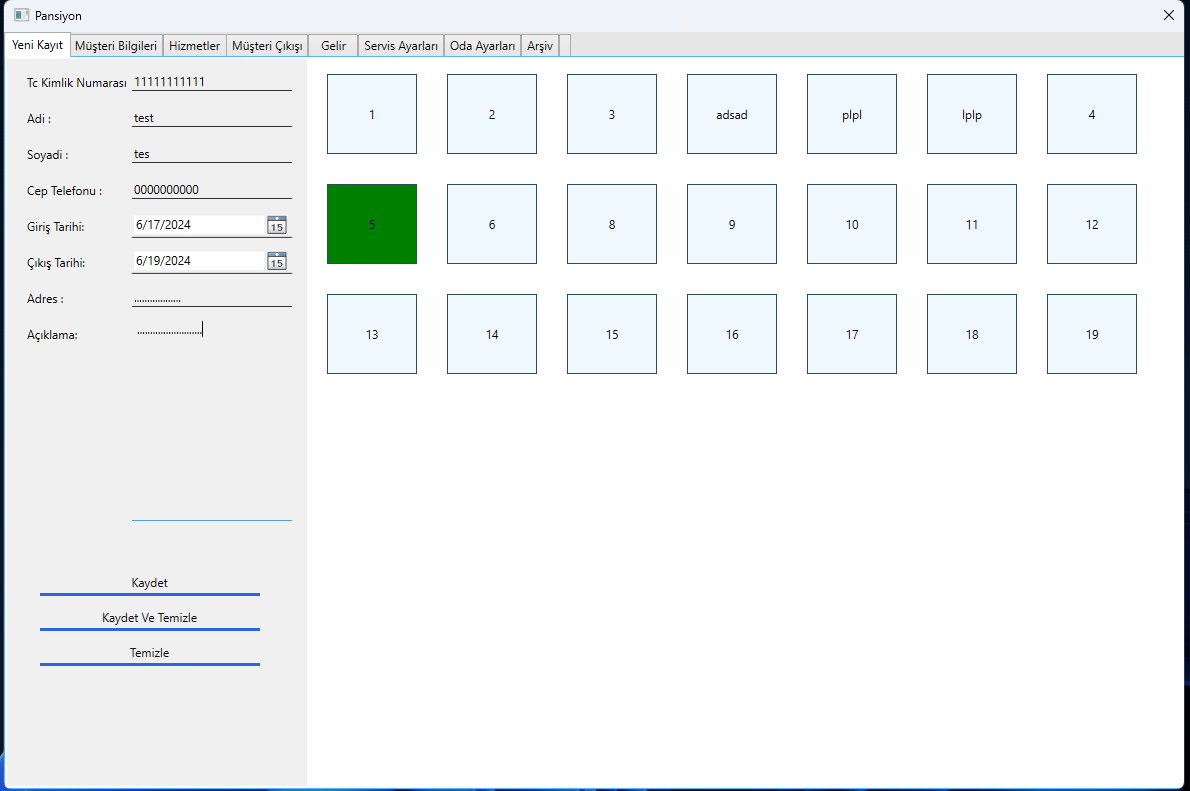 Pansiyon
Yeni Kayıt Müşteri Bilgileri Hizmetler Müşteri Çıkışı Gelir Servis Ayarları Oda Ayarları Arşiv
Tc Kimlik Numarası 11111111111
Adi : test
Soyadi : tes
Cep Telefonu : 0000000000
Giriş Tarihi: 6/17/2024 15
Çıkış Tarihi: 6/19/2024 15
Adres : .................
Açıklama: .........................
Kaydet
Kaydet Ve Temizle
Temizle
1 2 3 adsad plpl lplp 4
5 6 8 9 10 11 12
13 14 15 16 17 18 19